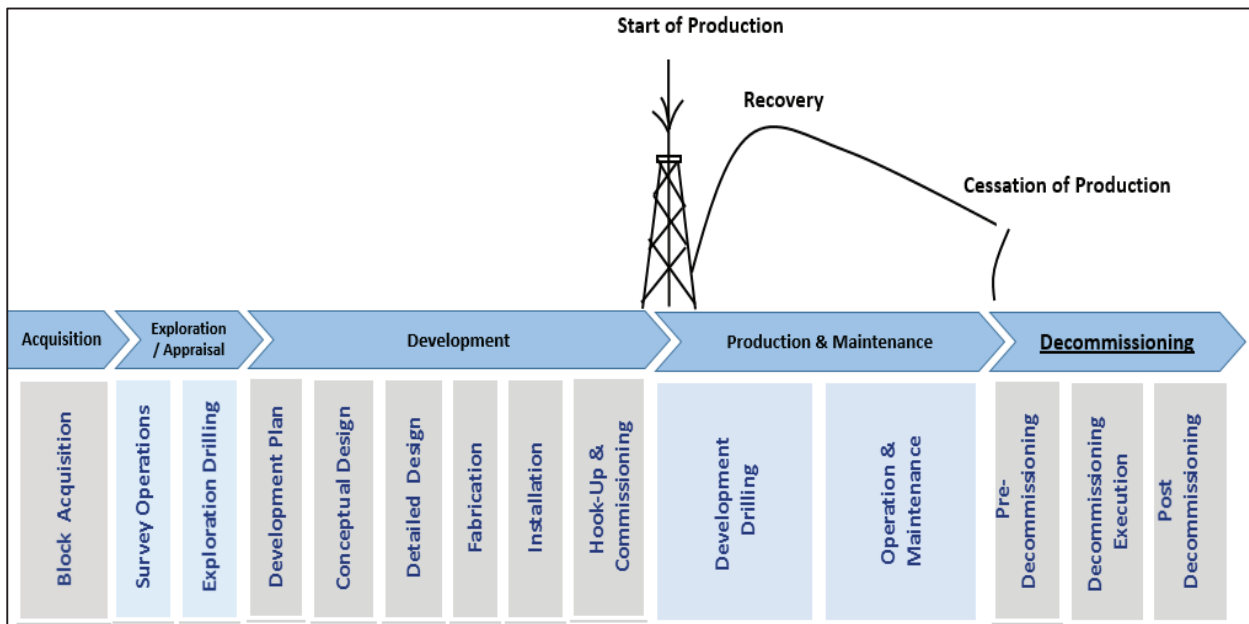 Start of Production
Recovery
Cessation of Production
Acquisition
Exploration
/ Appraisal
Development
Production & Maintenance
Decommissioning
Block Acquisition
Survey Operations
Exploration Drilling
Development Plan
Conceptual Design
Detailed Design
Fabrication
Installation
Hook-Up &
Commissioning
Development
Drilling
Operation &
Maintenance
Pre-
Decommissioning
Decommissioning
Execution
Post
Decommissioning